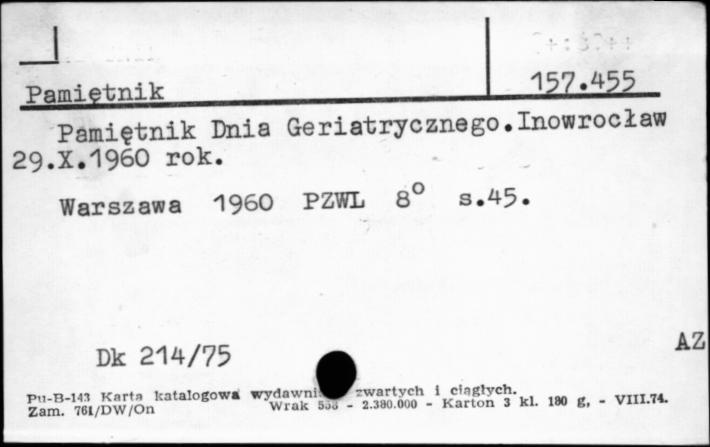 Pamiętnik 157.455
Pamiętnik Dnia Geriatrycznego.Inowrocław
29.X.1960 rok.
Warszawa 1960 PZWL 8° s.45.
Dk 214/75
AZ
Pu-B-143 Karta katalogowa zwartych i ciągłych.
Zam. 761/DW/On Wrak - 2.380.000 - Karton 3 kl. 180 g, - VIII.74.